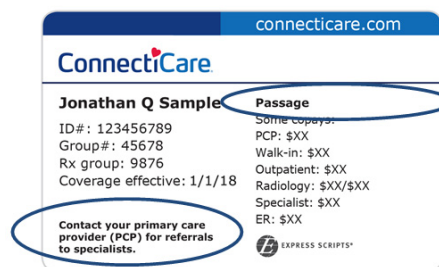 connecticare.com
ConnectiCare
Jonathan Q Sample
ID#: 123456789
Group#: 45678
Rx group: 9876
Coverage effective: 1/1/18
Contact your primary care
provider (PCP) for referrals
to specialists.
Passage
Some copays:
PCP: $XX
Walk-in: $XX
Outpatient: $XX
Radiology: $XX/$XX
Specialist: $XX
ER: $XX
EXPRESS SCRIPTS®